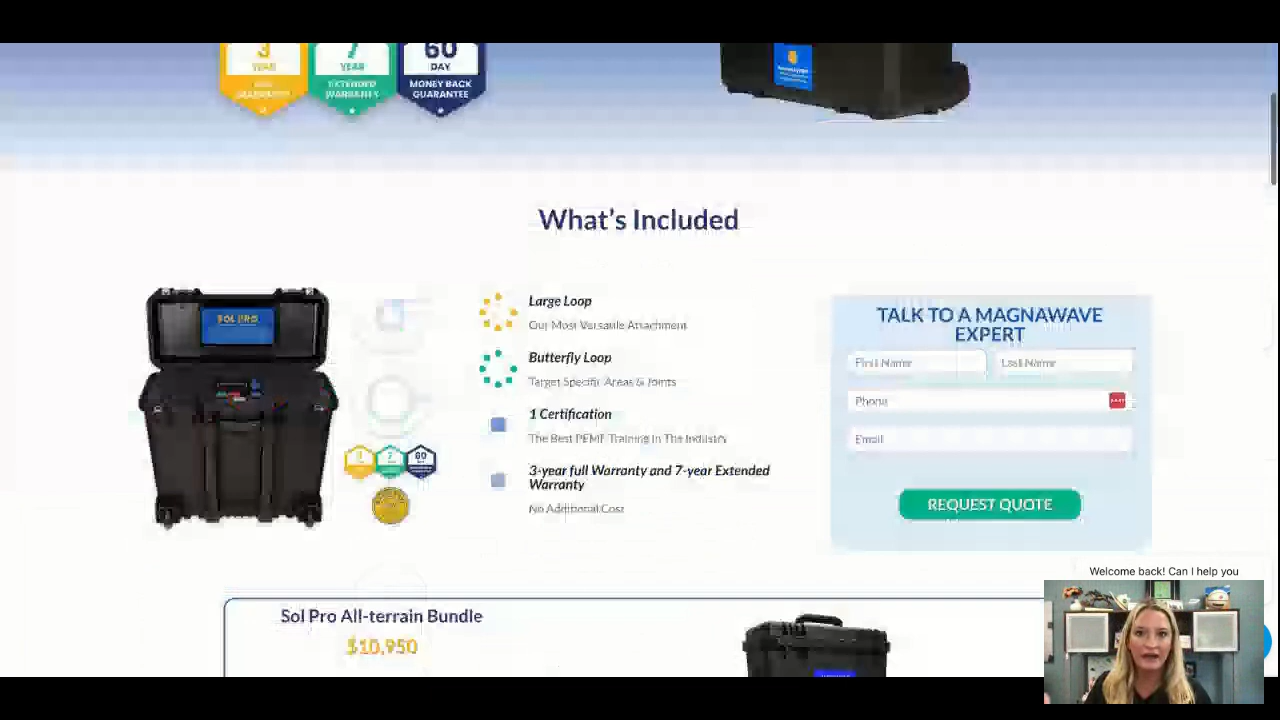 3
YEAR
7
YEAR
EXTENDED
WARRANTY
60
DAY
MONEY BACK
GUARANTEE
What's Included
SOL PRO
Large Loop
Our Most Versatile Attachment
Butterfly Loop
Target Specific Areas & Joints
1 Certification
The Best PEMF Training In The Industry
3-year full Warranty and 7-year Extended
Warranty
No Additional Cost
TALK TO A MAGNAWAVE
EXPERT
First Name
Last Name
Phone
Email
REQUEST QUOTE
Welcome back! Can I help you
Sol Pro All-terrain Bundle
$10,950